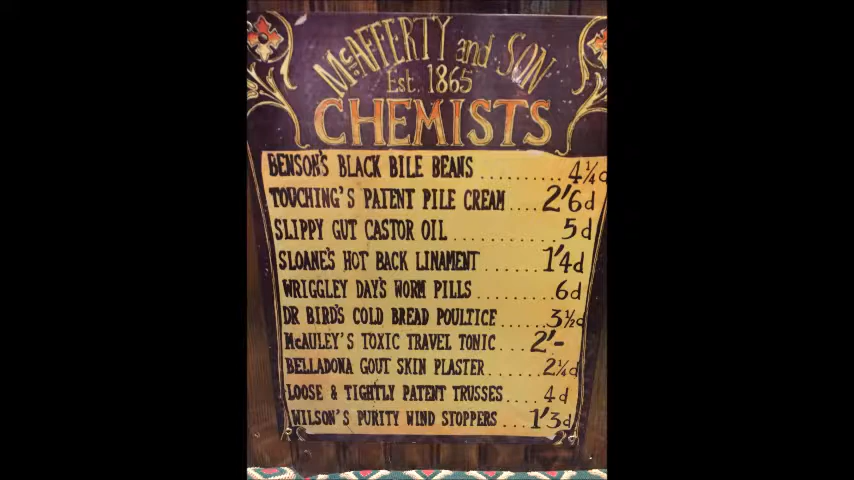 McAFFERTY and SON
Est. 1865
CHEMISTS
BENSON'S BLACK BILE BEANS .......... 4¼d
TOUCHING'S PATENT PILE CREAM .... 2'6d
SLIPPY GUT CASTOR OIL ............ 5d
SLOANE'S HOT BACK LINAMENT ...... 1'4d
WRIGGLEY DAY'S WORM PILLS ......... 6d
DR BIRD'S COLD BREAD POULTICE ...... 3½d
McAULEY'S TOXIC TRAVEL TONIC ... 2'-
BELLADONA GOUT SKIN PLASTER ....... 2¼d
LOOSE & TIGHTLY PATENT TRUSSES ..... 4d
WILSON'S PURITY WIND STOPPERS .... 1'3d